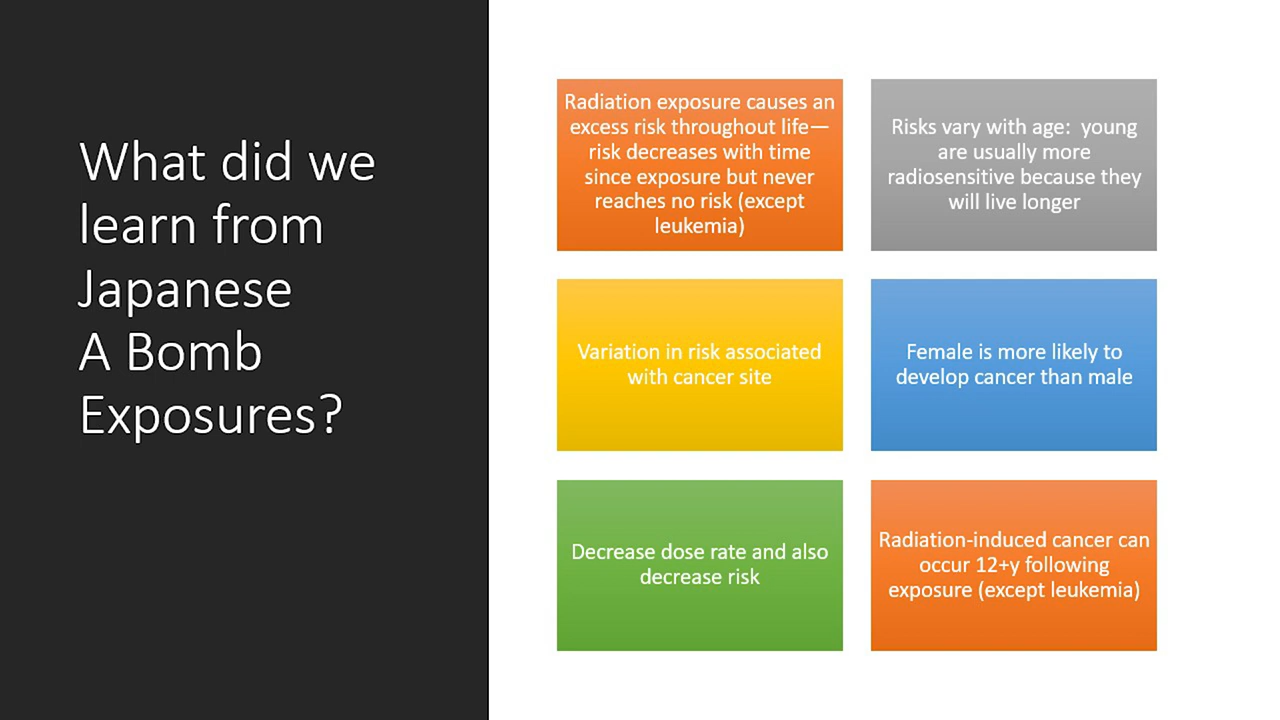 What did we
learn from
Japanese
A Bomb
Exposures?
Radiation exposure causes an
excess risk throughout life—
risk decreases with time
since exposure but never
reaches no risk (except
leukemia)
Risks vary with age:  young
are usually more
radiosensitive because they
will live longer
Variation in risk associated
with cancer site
Female is more likely to
develop cancer than male
Decrease dose rate and also
decrease risk
Radiation-induced cancer can
occur 12+y following
exposure (except leukemia)